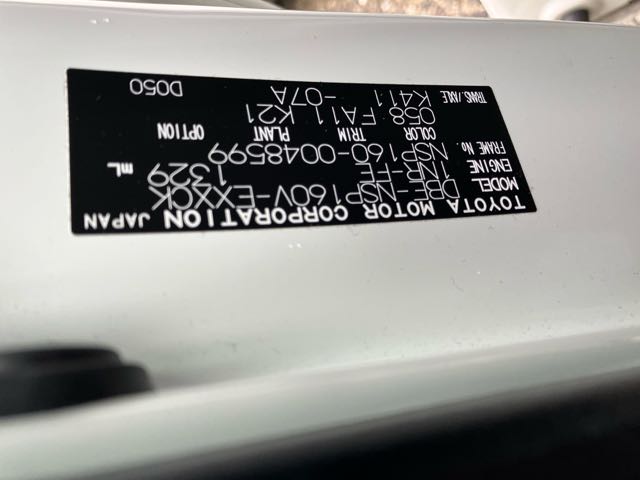 TOYOTA MOTOR CORPORATION JAPAN
MODEL DBE-NSP160V-EXXCK
ENGINE 1NR-FE 1329 mL
FRAME No. NSP160-0048599
COLOR TRIM PLANT OPTION
058 FA11 K21
TRANS/AXLE K411 -07A
D050